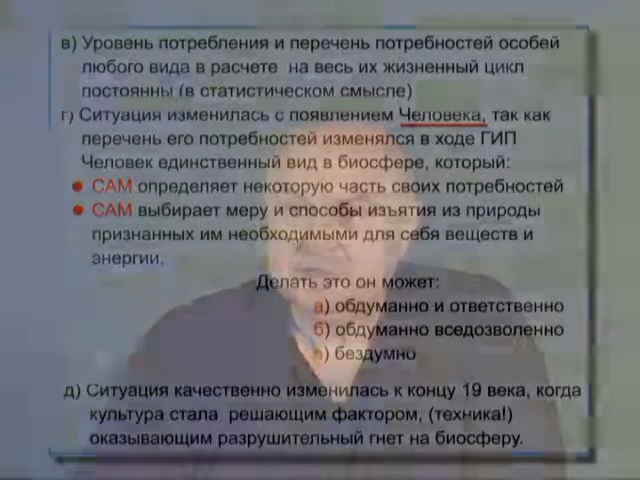 в) Уровень потребления и перечень потребностей особей
любого вида в расчете на весь их жизненный цикл
постоянны (в статистическом смысле)
г) Ситуация изменилась с появлением Человека, так как
перечень его потребностей изменялся в ходе ГИП
Человек единственный вид в биосфере, который:
● САМ определяет некоторую часть своих потребностей
● САМ выбирает меру и способы изъятия из природы
признанных им необходимыми для себя веществ и
энергии,
Делать это он может:
а) обдуманно и ответственно
б) обдуманно вседозволенно
в) бездумно
д) Ситуация качественно изменилась к концу 19 века, когда
культура стала решающим фактором, (техника!)
оказывающим разрушительный гнет на биосферу.